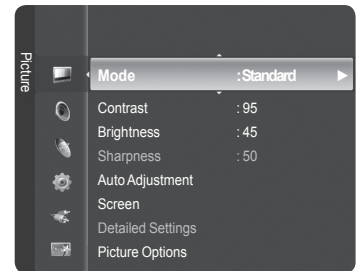 Picture
Mode :Standard
Contrast : 95
Brightness : 45
Sharpness : 50
Auto Adjustment
Screen
Detailed Settings
Picture Options